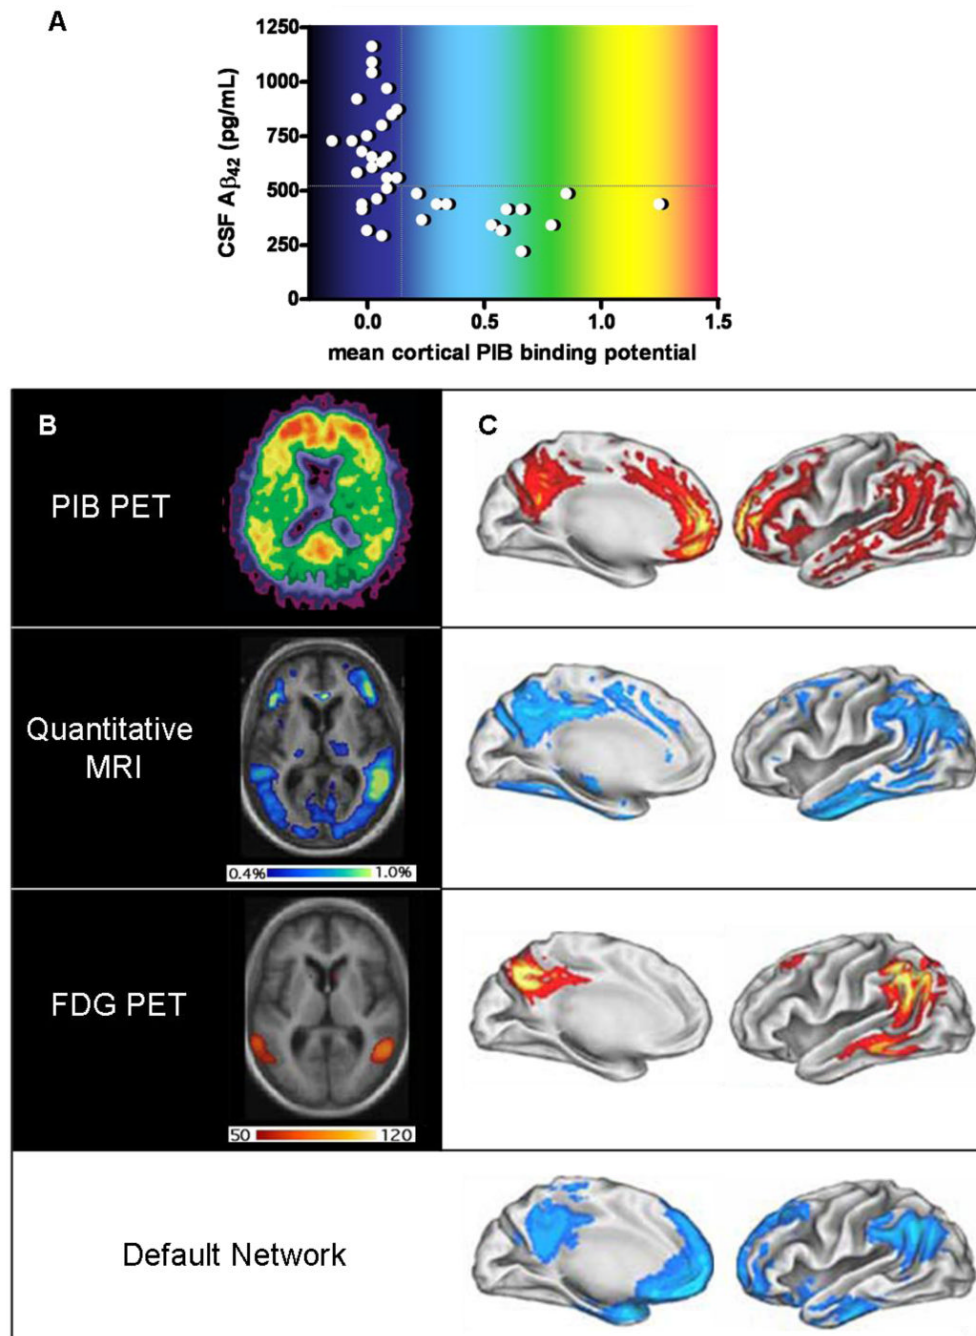 A
CSF Aβ42 (pg/mL)
1250
1000
750
500
250
0
0.0 0.5 1.0 1.5
mean cortical PIB binding potential
B
C
PIB PET
Quantitative
MRI
0.4% 1.0%
FDG PET
50 120
Default Network